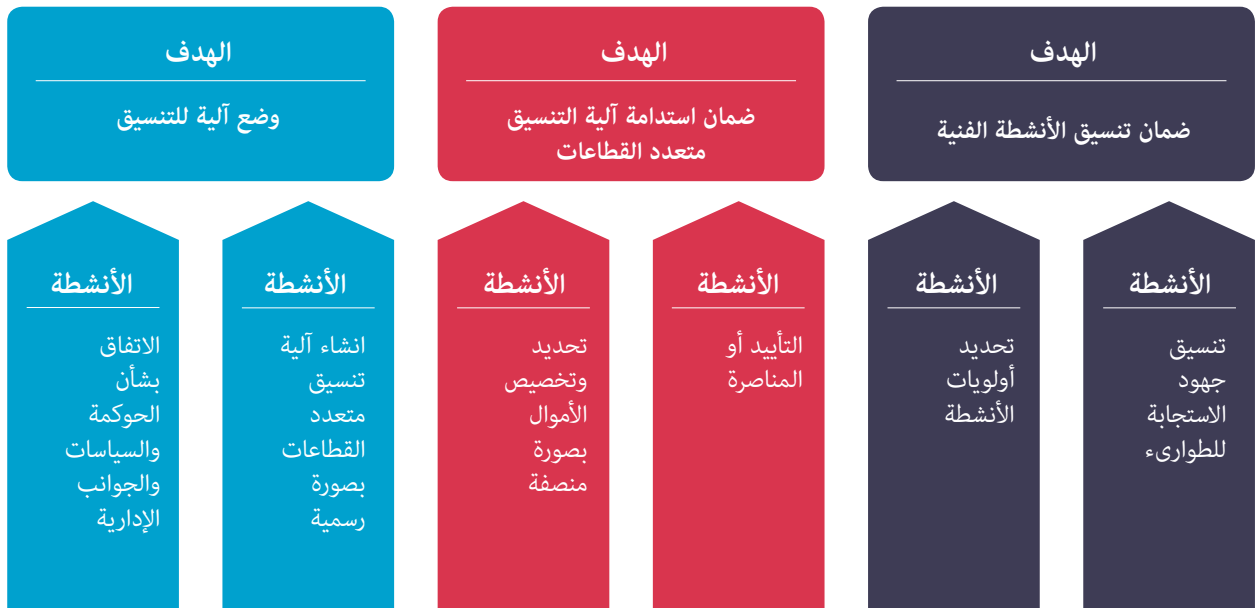 الهدف
ضمان تنسيق الأنشطة الفنية
الأنشطة
تنسيق
جهود
الاستجابة
للطوارىء
الأنشطة
تحديد
أولويات
الأنشطة
الهدف
ضمان استدامة آلية التنسيق
متعدد القطاعات
الأنشطة
التأييد أو
المناصرة
الأنشطة
تحديد
وتخصيص
الأموال
بصورة
منصفة
الهدف
وضع آلية للتنسيق
الأنشطة
انشاء آلية
تنسيق
متعدد
القطاعات
بصورة
رسمية
الأنشطة
الاتفاق
بشأن
الحوكمة
والسياسات
والجوانب
الإدارية